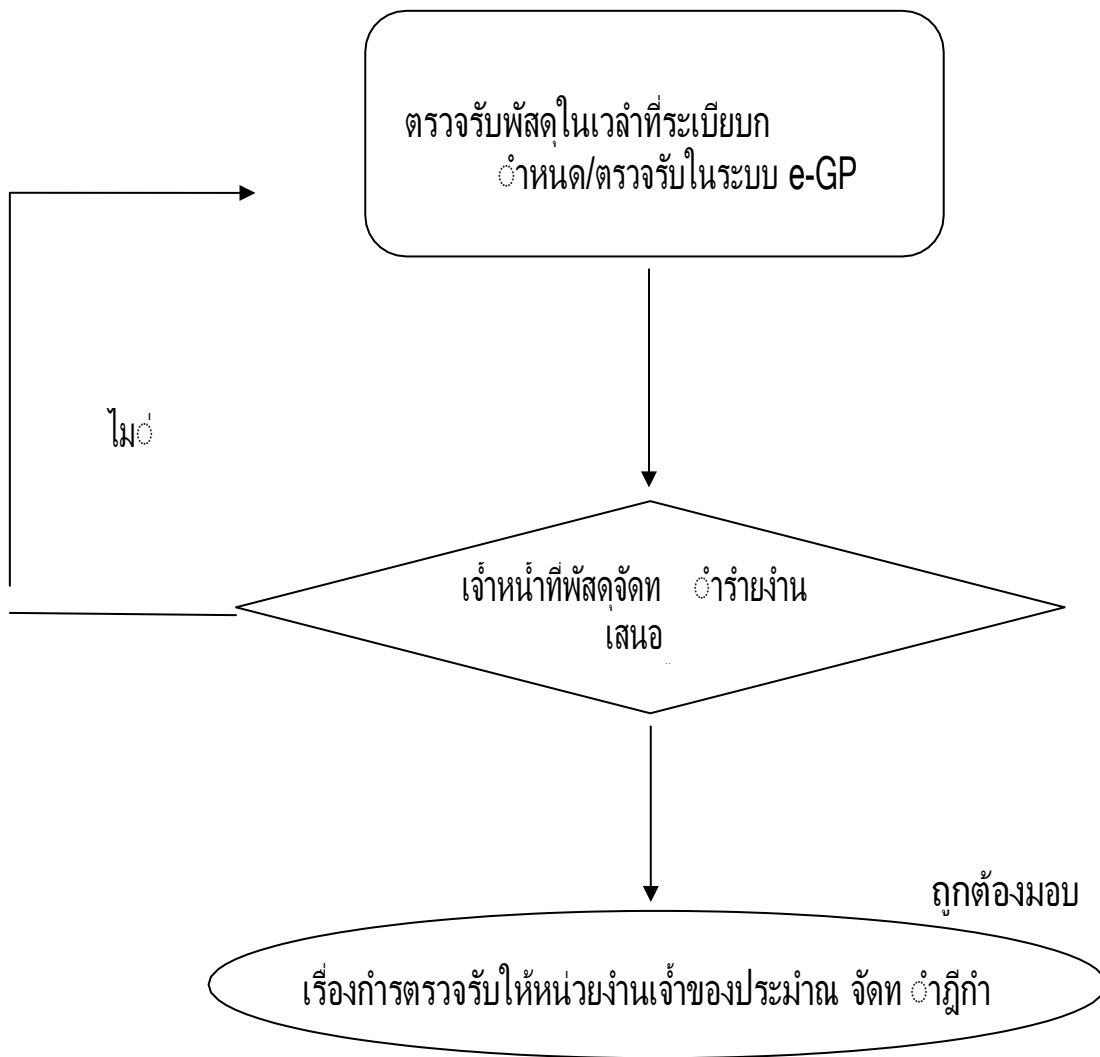 ตรวจรับพัสดุในเวลำที่ระเบียบก
ำหนด/ตรวจรับในระบบ e-GP
ไม่
เจ้ำหน้ำที่พัสดุจัดท ำรำยงำน
เสนอ
ถูกต้องมอบ
เรื่องกำรตรวจรับให้หน่วยงำนเจ้ำของประมำณ จัดท ำฎีกำ